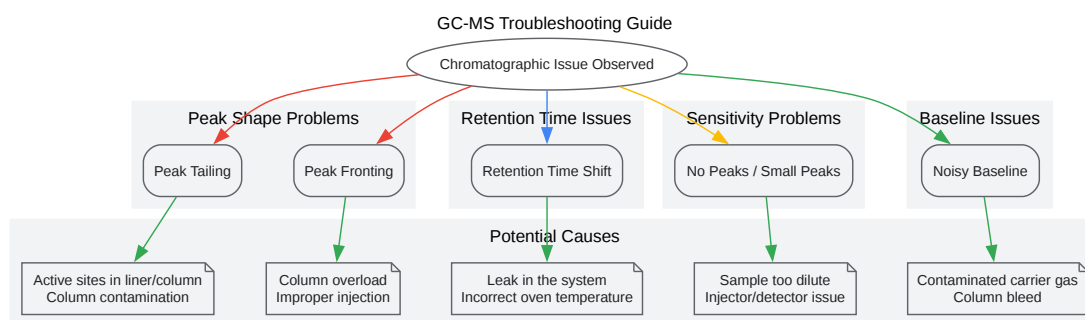 GC-MS Troubleshooting Guide
Chromatographic Issue Observed
Peak Shape Problems
Retention Time Issues
Sensitivity Problems
Baseline Issues
Peak Tailing
Peak Fronting
Retention Time Shift
No Peaks / Small Peaks
Noisy Baseline
Potential Causes
Active sites in liner/column
Column contamination
Column overload
Improper injection
Leak in the system
Incorrect oven temperature
Sample too dilute
Injector/detector issue
Contaminated carrier gas
Column bleed